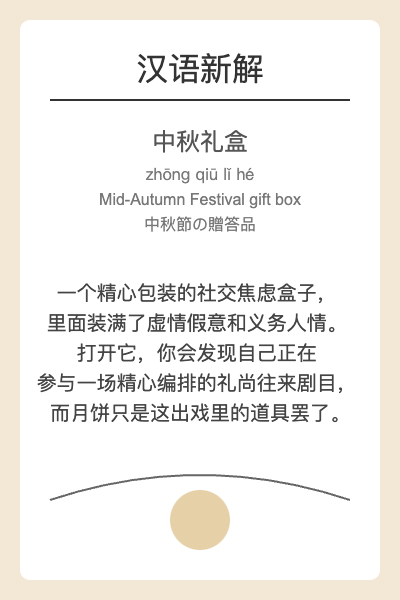 汉语新解
中秋礼盒
zhōng qiū lǐ hé
Mid-Autumn Festival gift box
中秋節の贈答品
一个精心包装的社交焦虑盒子，
里面装满了虚情假意和义务人情。
打开它，你会发现自己正在
参与一场精心编排的礼尚往来剧目，
而月饼只是这出戏里的道具罢了。